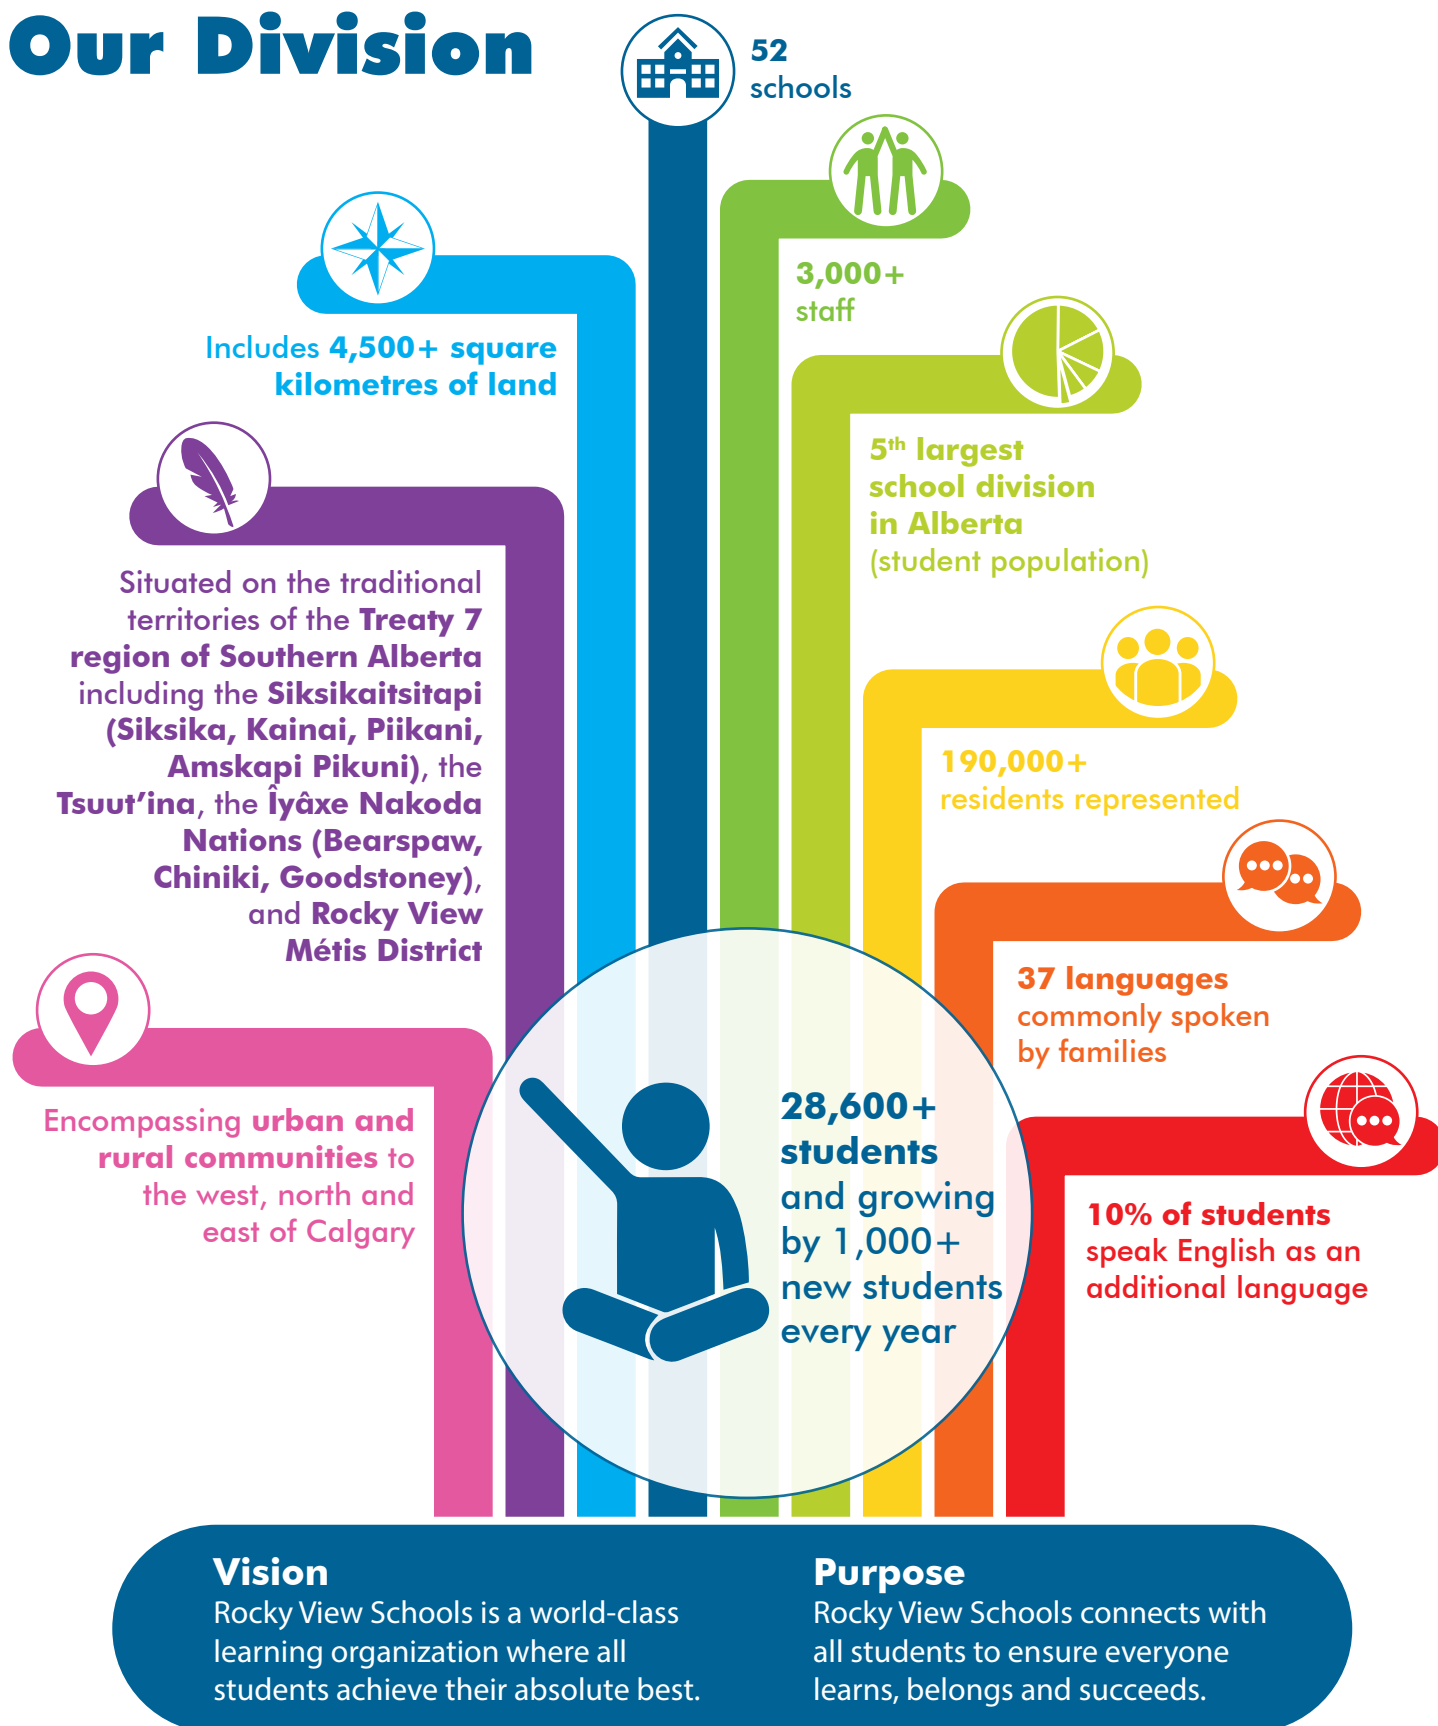 Our Division
52
schools
3,000+
staff
Includes 4,500+ square
kilometres of land
5th largest
school division
in Alberta
(student population)
Situated on the traditional
territories of the Treaty 7
region of Southern Alberta
including the Siksikaitsitapi
(Siksika, Kainai, Piikani,
Amskapi Pikuni), the
Tsuut’ina, the Îyâxe Nakoda
Nations (Bearspaw,
Chiniki, Goodstoney),
and Rocky View
Métis District
190,000+
residents represented
37 languages
commonly spoken
by families
Encompassing urban and
rural communities to
the west, north and
east of Calgary
28,600+
students
and growing
by 1,000+
new students
every year
10% of students
speak English as an
additional language
Vision
Rocky View Schools is a world-class
learning organization where all
students achieve their absolute best.
Purpose
Rocky View Schools connects with
all students to ensure everyone
learns, belongs and succeeds.